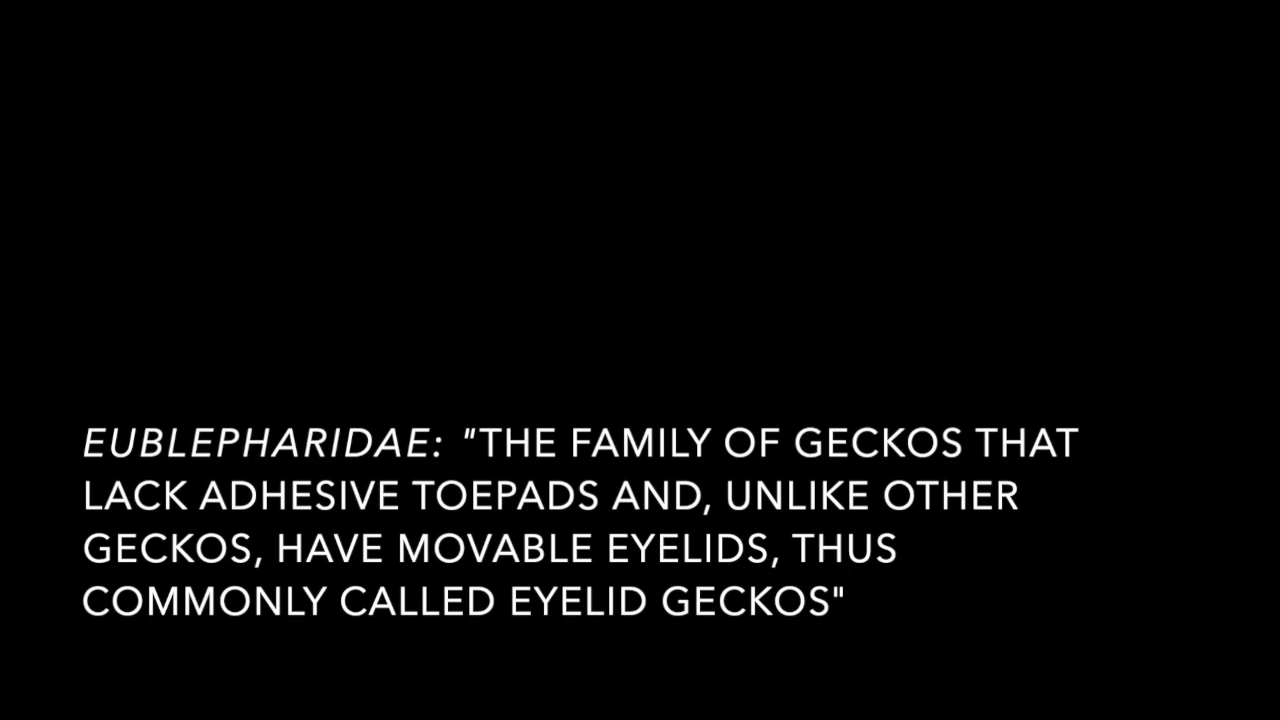 EUBLEPHARIDAE: "THE FAMILY OF GECKOS THAT
LACK ADHESIVE TOEPADS AND, UNLIKE OTHER
GECKOS, HAVE MOVABLE EYELIDS, THUS
COMMONLY CALLED EYELID GECKOS"